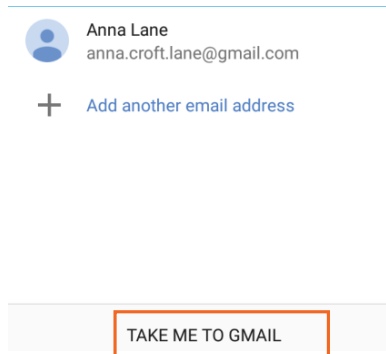 Anna Lane
anna.croft.lane@gmail.com
Add another email address
TAKE ME TO GMAIL